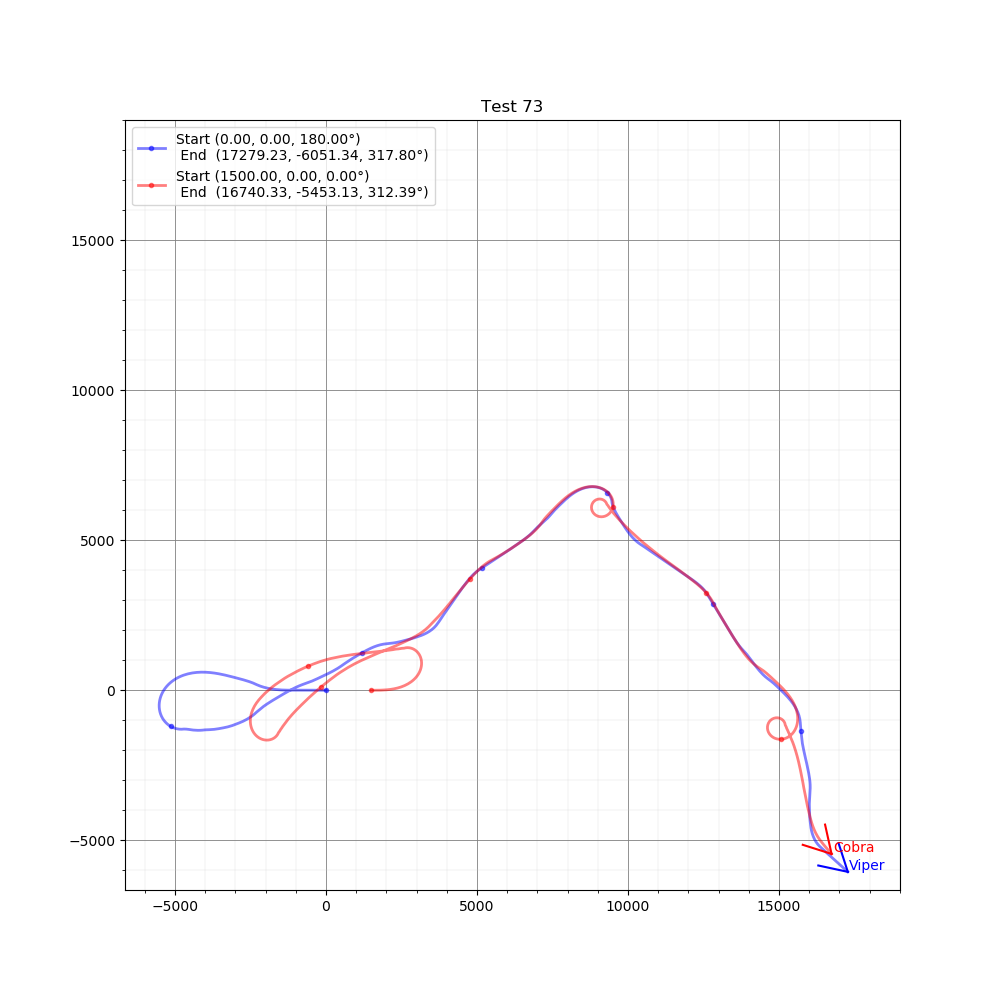 Test 73
Start (0.00, 0.00, 180.00°)
End  (17279.23, -6051.34, 317.80°)
Start (1500.00, 0.00, 0.00°)
End  (16740.33, -5453.13, 312.39°)
15000
10000
5000
0
−5000
Cobra
Viper
−5000 0 5000 10000 15000